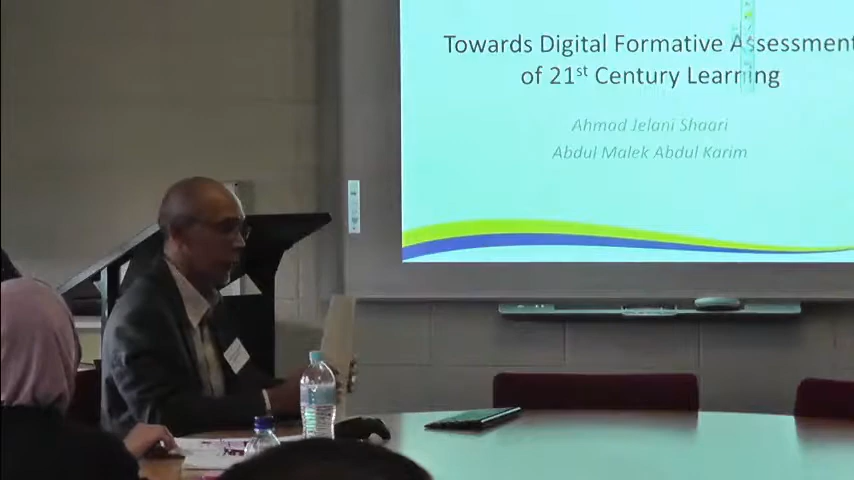 Towards Digital Formative Assessment
of 21st Century Learning
Ahmad Jelani Shaari
Abdul Malek Abdul Karim